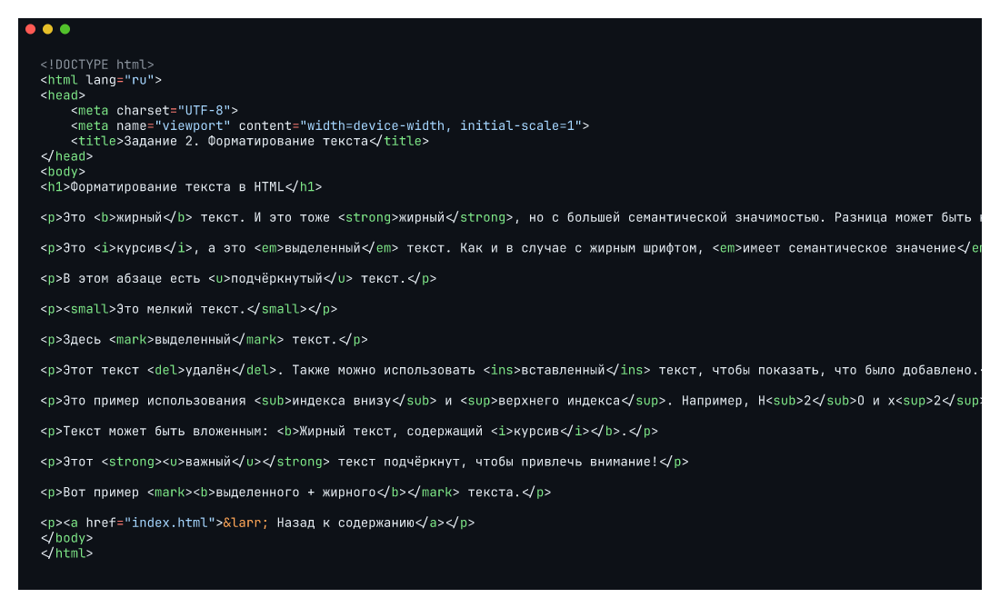 <!DOCTYPE html>
<html lang="ru">
<head>
    <meta charset="UTF-8">
    <meta name="viewport" content="width=device-width, initial-scale=1">
    <title>Задание 2. Форматирование текста</title>
</head>
<body>
<h1>Форматирование текста в HTML</h1>
<p>Это <b>жирный</b> текст. И это тоже <strong>жирный</strong>, но с большей семантической значимостью. Разница может быть
<p>Это <i>курсив</i>, а это <em>выделенный</em> текст. Как и в случае с жирным шрифтом, <em>имеет семантическое значение</em
<p>В этом абзаце есть <u>подчёркнутый</u> текст.</p>
<p><small>Это мелкий текст.</small></p>
<p>Здесь <mark>выделенный</mark> текст.</p>
<p>Этот текст <del>удалён</del>. Также можно использовать <ins>вставленный</ins> текст, чтобы показать, что было добавлено.<
<p>Это пример использования <sub>индекса внизу</sub> и <sup>верхнего индекса</sup>. Например, H<sub>2</sub>O и x<sup>2</sup>
<p>Текст может быть вложенным: <b>Жирный текст, содержащий <i>курсив</i></b>.</p>
<p>Этот <strong><u>важный</u></strong> текст подчёркнут, чтобы привлечь внимание!</p>
<p>Вот пример <mark><b>выделенного + жирного</b></mark> текста.</p>
<p><a href="index.html">&larr; Назад к содержанию</a></p>
</body>
</html>